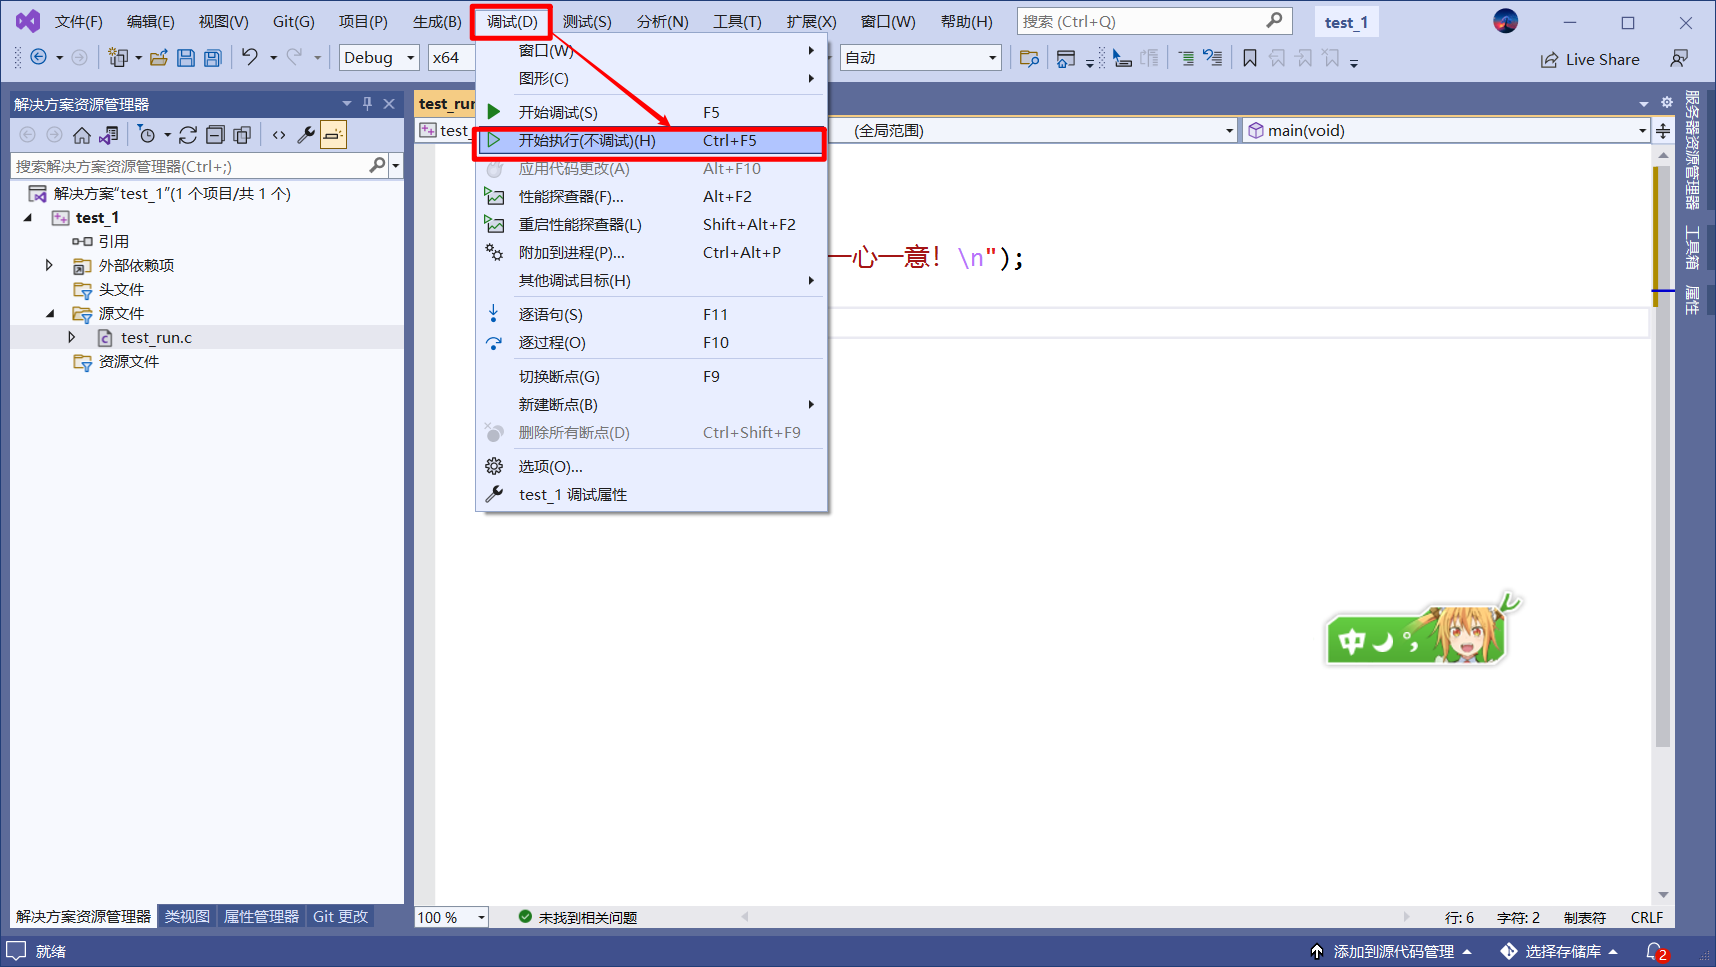 文件(F) 编辑(E) 视图(V) Git(G) 项目(P) 生成(B) 调试(D) 测试(S) 分析(N) 工具(T) 扩展(X) 窗口(W) 帮助(H) 搜索 (Ctrl+Q) test_1
Debug x64 自动 Live Share
解决方案资源管理器
搜索解决方案资源管理器(Ctrl+;)
解决方案"test_1"(1 个项目/共 1 个)
test_1
引用
外部依赖项
头文件
源文件
test_run.c
资源文件
解决方案资源管理器 类视图 属性管理器 Git 更改
窗口(W)
图形(C)
开始调试(S) F5
开始执行(不调试)(H) Ctrl+F5
应用代码更改(A) Alt+F10
性能探查器(F)... Alt+F2
重启性能探查器(L) Shift+Alt+F2
附加到进程(P)... Ctrl+Alt+P
其他调试目标(H)
逐语句(S) F11
逐过程(O) F10
切换断点(G) F9
新建断点(B)
删除所有断点(D) Ctrl+Shift+F9
选项(O)...
test_1 调试属性
test_run
test_ (全局范围) main(void)
一心一意！\n");
中
服务器资源管理器
工具箱
属性
100 % 未找到相关问题 行: 6 字符: 2 制表符 CRLF
就绪 添加到源代码管理 选择存储库 2